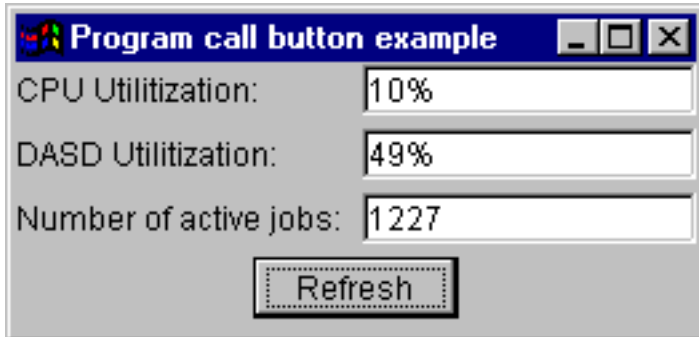 Program call button example
CPU Utilitization: 10%
DASD Utilitization: 49%
Number of active jobs: 1227
Refresh